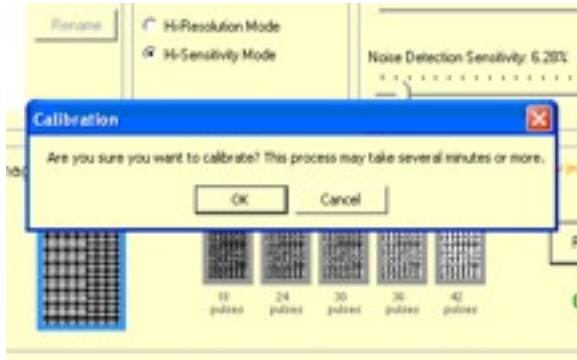 Rename
Hi-Resolution Mode
Hi-Sensitivity Mode
Noise Detection Sensitivity: 6.28%
Calibration
Are you sure you want to calibrate? This process may take several minutes or more.
OK
Cancel
18 24 30 36 42
pulses pulses pulses pulses pulses